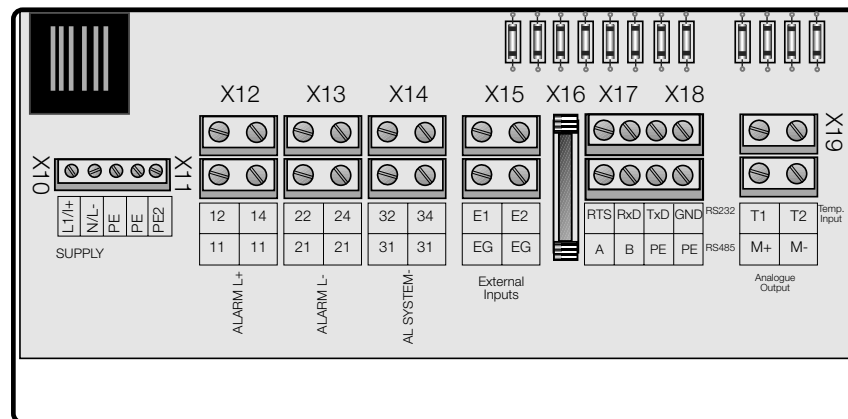 X12 X13 X14 X15 X16 X17 X18
X10 X11 X19
L1/l+ N/L- PE PE PE2
SUPPLY
12 14 22 24 32 34 E1 E2 RTS RxD TxD GND RS232 T1 T2 Temp. Input
11 11 21 21 31 31 EG EG A B PE PE RS485 M+ M-
ALARM L+
ALARM L-
AL SYSTEM-
External
Inputs
Analogue
Output